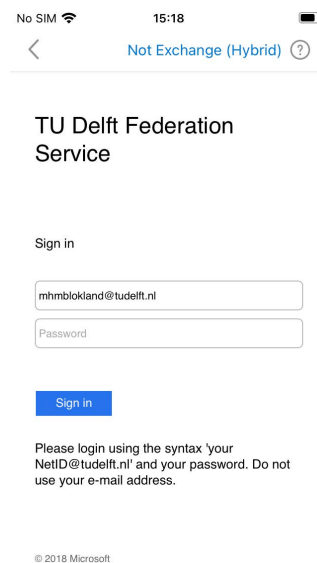 No SIM 15:18
Not Exchange (Hybrid) ?
TU Delft Federation
Service
Sign in
mhmblokland@tudelft.nl
Password
Sign in
Please login using the syntax 'your
NetID@tudelft.nl' and your password. Do not
use your e-mail address.
© 2018 Microsoft